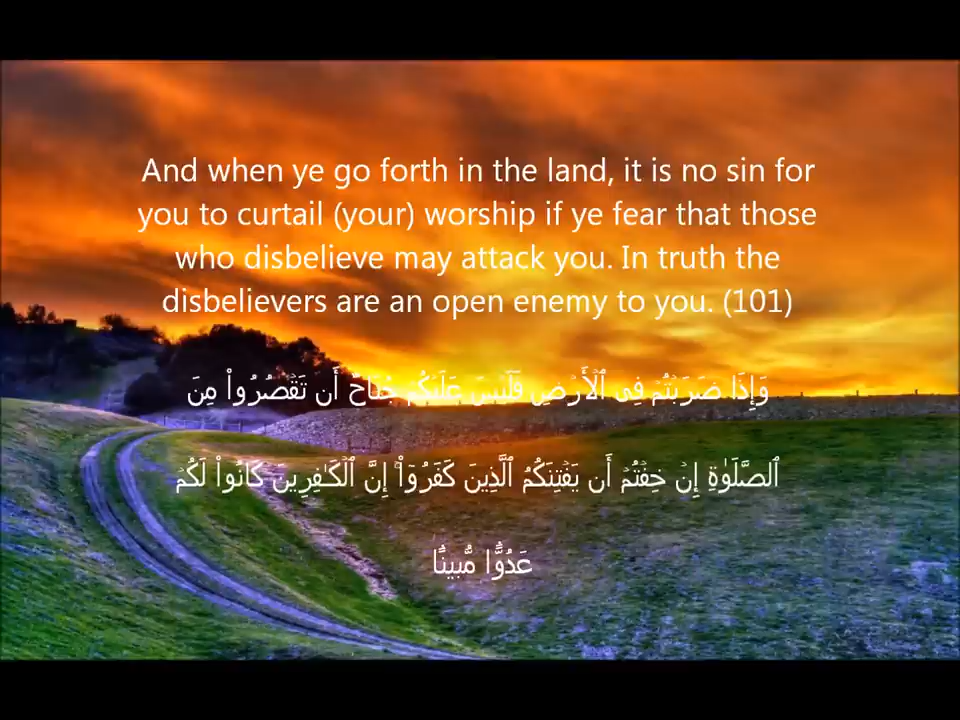 And when ye go forth in the land, it is no sin for
you to curtail (your) worship if ye fear that those
who disbelieve may attack you. In truth the
disbelievers are an open enemy to you. (101)
وَإِذَا ضَرَبۡتُمۡ فِى ٱلۡأَرۡضِ فَلَيۡسَ عَلَيۡكُمۡ جُنَاحٌ أَن تَقۡصُرُواْ مِنَ
ٱلصَّلَوٰةِ إِنۡ خِفۡتُمۡ أَن يَفۡتِنَكُمُ ٱلَّذِينَ كَفَرُوٓاْ‌ۚ إِنَّ ٱلۡكَـٰفِرِينَ كَانُواْ لَكُمۡ
عَدُوًّا مُّبِينًا